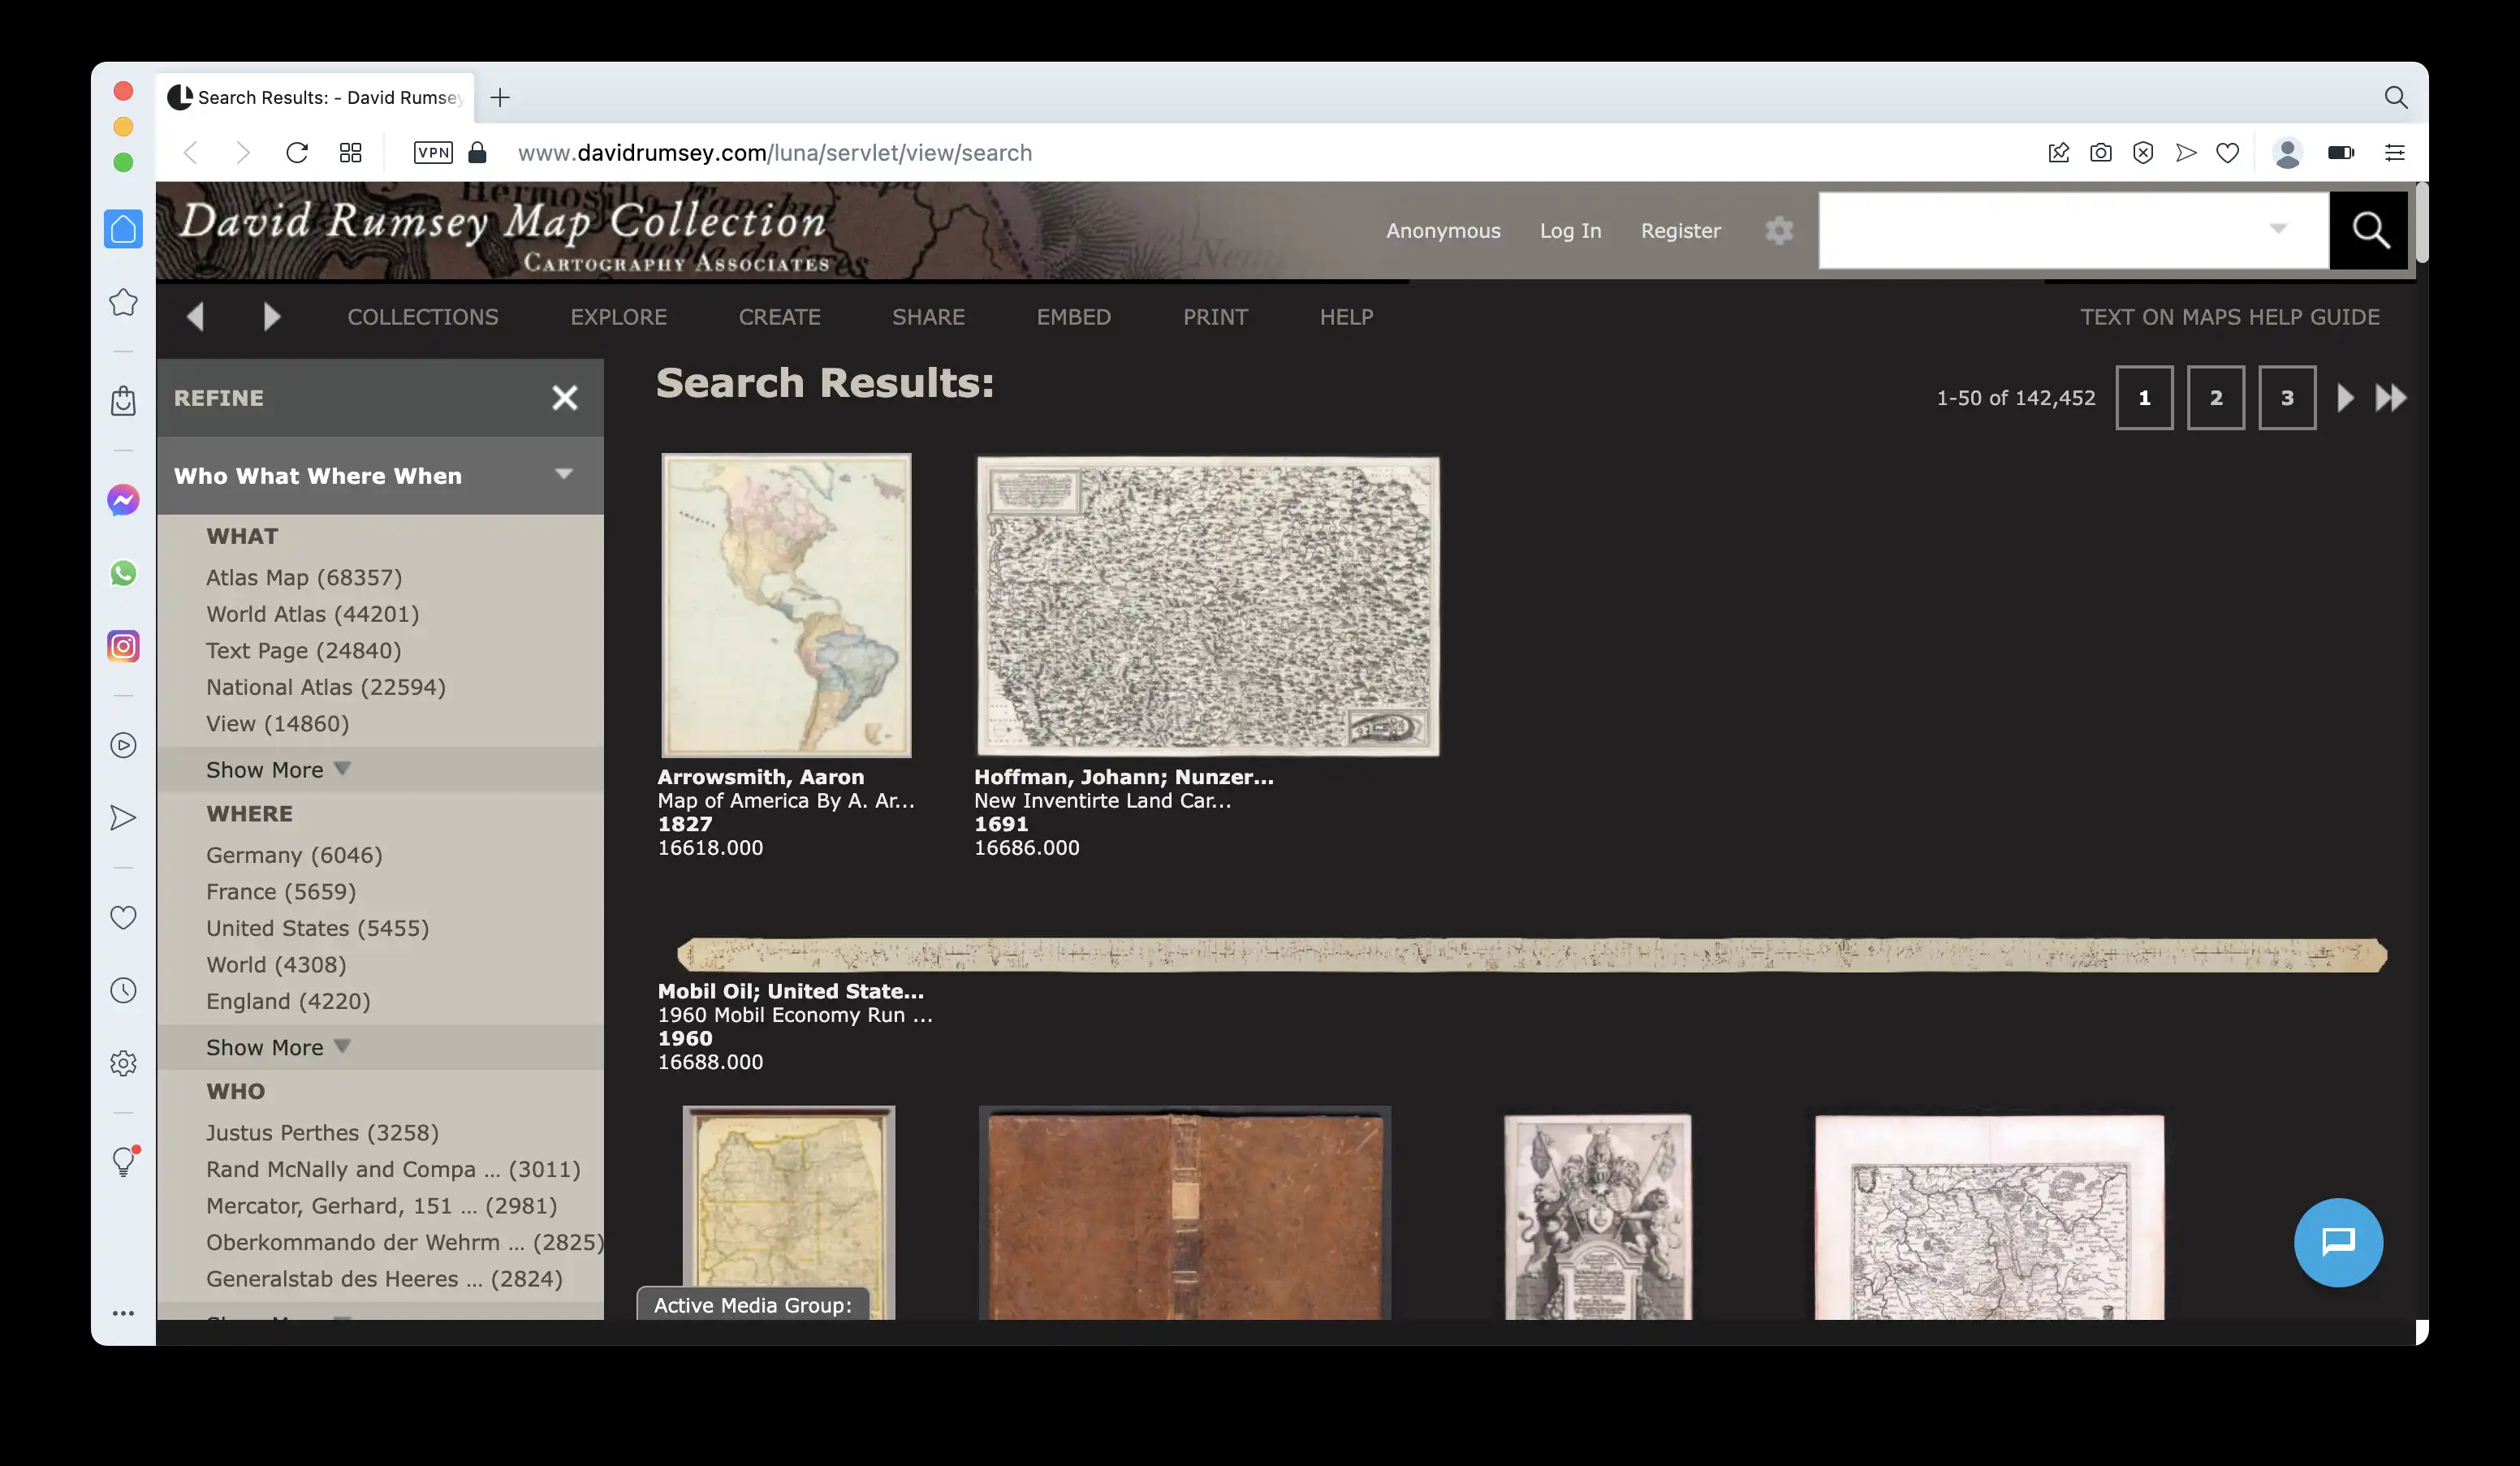 Search Results: - David Rumsey
VPN
www.davidrumsey.com/luna/servlet/view/search
David Rumsey Map Collection
Cartography Associates
Anonymous
Log In
Register
COLLECTIONS
EXPLORE
CREATE
SHARE
EMBED
PRINT
HELP
TEXT ON MAPS HELP GUIDE
REFINE
Who What Where When
WHAT
Atlas Map (68357)
World Atlas (44201)
Text Page (24840)
National Atlas (22594)
View (14860)
Show More
WHERE
Germany (6046)
France (5659)
United States (5455)
World (4308)
England (4220)
Show More
WHO
Justus Perthes (3258)
Rand McNally and Compa ... (3011)
Mercator, Gerhard, 151 ... (2981)
Oberkommando der Wehrm ... (2825)
Generalstab des Heeres ... (2824)
Search Results:
1-50 of 142,452
1
2
3
Arrowsmith, Aaron
Map of America By A. Ar...
1827
16618.000
Hoffman, Johann; Nunzer...
New Inventirte Land Car...
1691
16686.000
Mobil Oil; United State...
1960 Mobil Economy Run ...
1960
16688.000
Active Media Group: